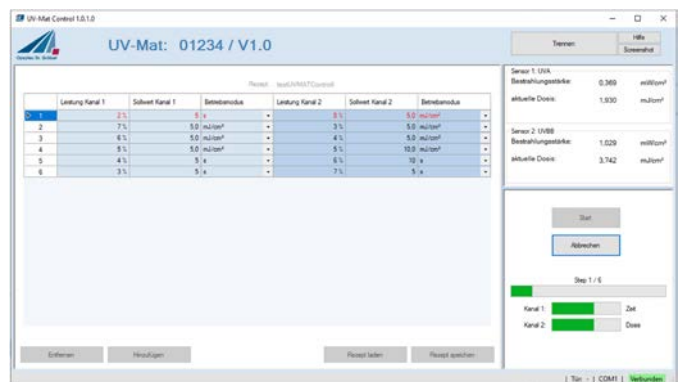 UV-Mat Control 1.0.1.0
UV-Mat: 01234 / V1.0
Trennen
Hilfe
Screenshot
Rezept: testUVMATControl
Leistung Kanal 1 Sollwert Kanal 1 Betriebsmodus Leistung Kanal 2 Sollwert Kanal 2 Betriebsmodus
1 2 % 5 s 8 % 5.0 mJ/cm²
2 7 % 5.0 mJ/cm² 3 % 5.0 mJ/cm²
3 6 % 5.0 mJ/cm² 4 % 5.0 mJ/cm²
4 5 % 5.0 mJ/cm² 5 % 10.0 mJ/cm²
5 4 % 5 s 6 % 10 s
6 3 % 5 s 7 % 5 s
Sensor 1: UVA
Bestrahlungsstärke: 0,369 mW/cm²
aktuelle Dosis: 1,930 mJ/cm²
Sensor 2: UVBB
Bestrahlungsstärke: 1,029 mW/cm²
aktuelle Dosis: 3,742 mJ/cm²
Start
Abbrechen
Step 1 / 6
Kanal 1: Zeit
Kanal 2: Dosis
Entfernen Hinzufügen Rezept laden Rezept speichern
| Tür: - | COM1 | Verbunden